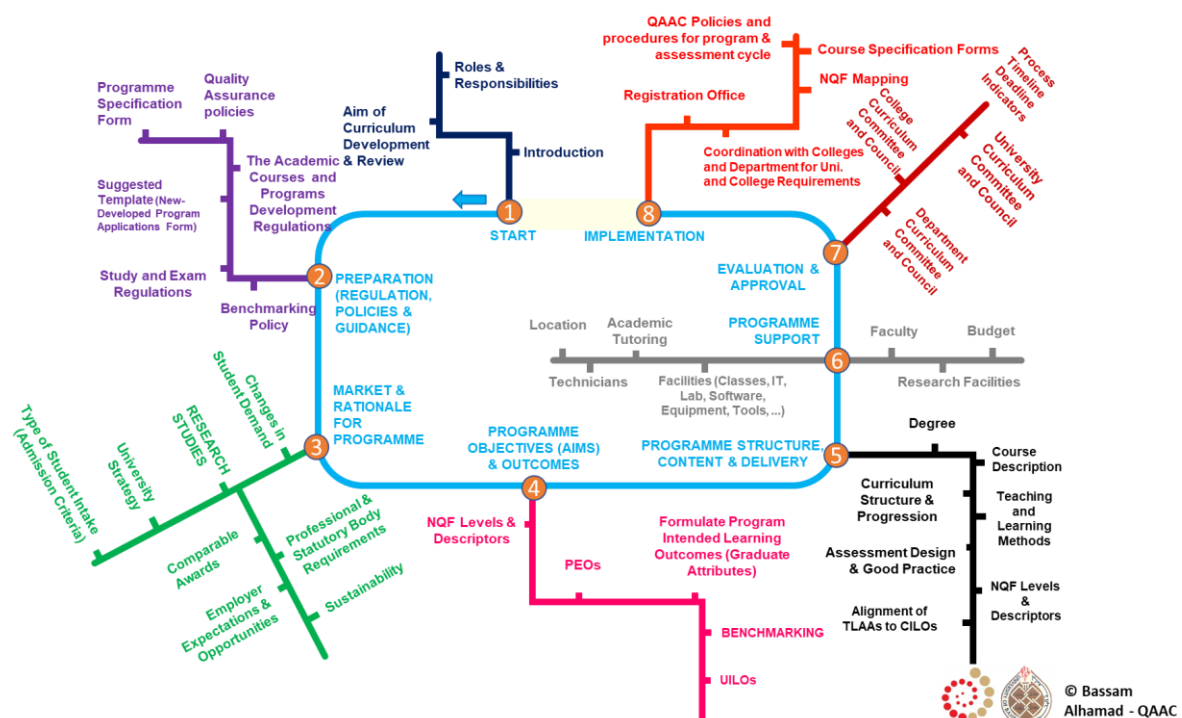 QAAC Policies and
procedures for program &
assessment cycle
Course Specification Forms
NQF Mapping
Registration Office
Coordination with Colleges
and Department for Uni.
and College Requirements
Roles &
Responsibilities
Aim of
Curriculum
Development
& Review
Introduction
Programme
Specification
Form
Quality
Assurance
policies
The Academic
Courses and
Programs
Development
Regulations
Suggested
Template (New-
Developed Program
Applications Form)
Study and Exam
Regulations
Benchmarking
Policy
Process
Timeline
Deadline
Indicators
College
Curriculum
Committee
and Council
University
Curriculum
Committee
and Council
Department
Curriculum
Committee
and Council
1
START
8
IMPLEMENTATION
7
EVALUATION &
APPROVAL
2
PREPARATION
(REGULATION,
POLICIES &
GUIDANCE)
PROGRAMME
SUPPORT
6
Location
Academic
Tutoring
Technicians
Facilities (Classes, IT,
Lab, Software,
Equipment, Tools, ...)
Faculty
Budget
Research Facilities
3
MARKET &
RATIONALE
FOR
PROGRAMME
Changes in
Student Demand
RESEARCH
STUDIES
University
Strategy
Type of Student Intake
(Admission Criteria)
Comparable
Awards
Professional &
Statutory Body
Requirements
Employer
Expectations &
Opportunities
Sustainability
PROGRAMME
OBJECTIVES (AIMS)
& OUTCOMES
4
NQF Levels &
Descriptors
PEOs
Formulate Program
Intended Learning
Outcomes (Graduate
Attributes)
BENCHMARKING
UILOs
PROGRAMME STRUCTURE,
CONTENT & DELIVERY
5
Degree
Course
Description
Curriculum
Structure &
Progression
Teaching
and
Learning
Methods
Assessment Design
& Good Practice
NQF Levels
&
Descriptors
Alignment of
TLAAs to CILOs
© Bassam
Alhamad - QAAC